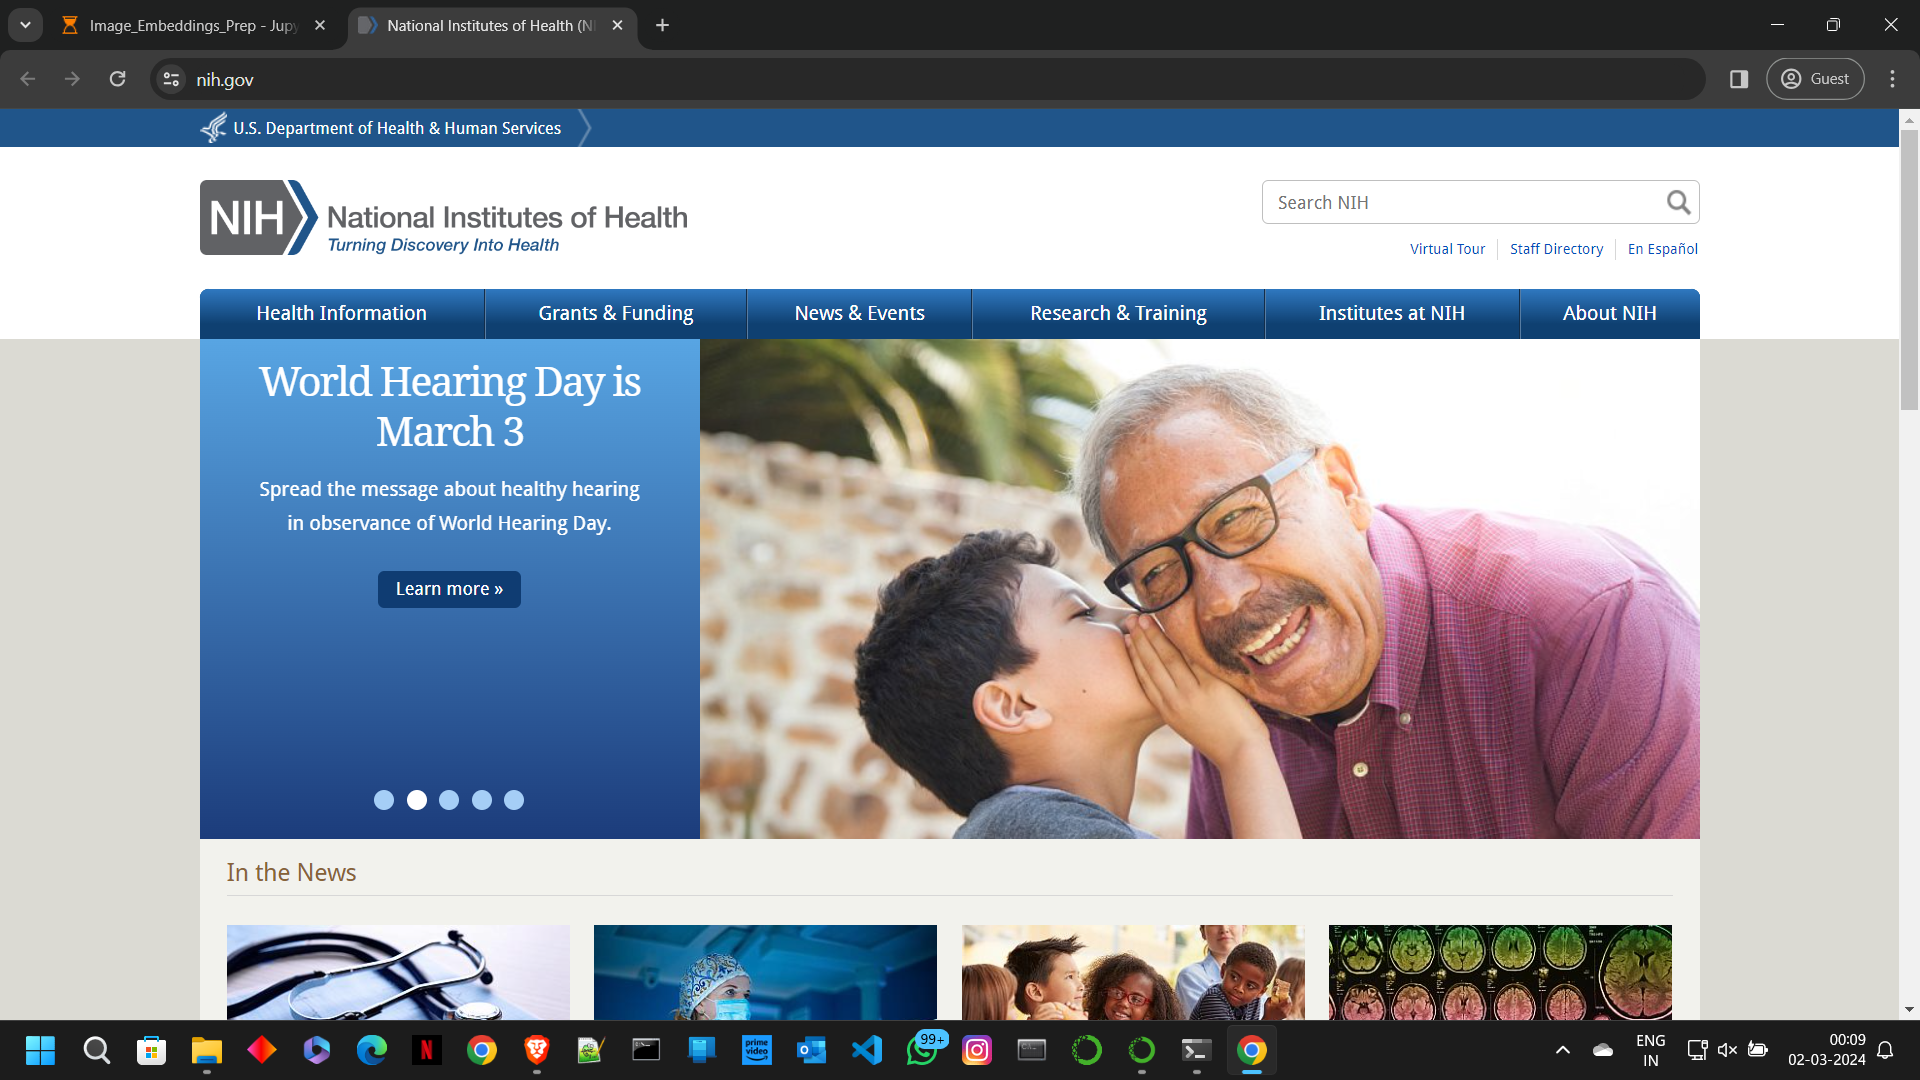 Image_Embeddings_Prep - Jupy
National Institutes of Health (NI
nih.gov
Guest
U.S. Department of Health & Human Services
NIH
National Institutes of Health
Turning Discovery Into Health
Search NIH
Virtual Tour
Staff Directory
En Español
Health Information
Grants & Funding
News & Events
Research & Training
Institutes at NIH
About NIH
World Hearing Day is
March 3
Spread the message about healthy hearing
in observance of World Hearing Day.
Learn more »
In the News
N
prime
video
99+
ENG
IN
00:09
02-03-2024